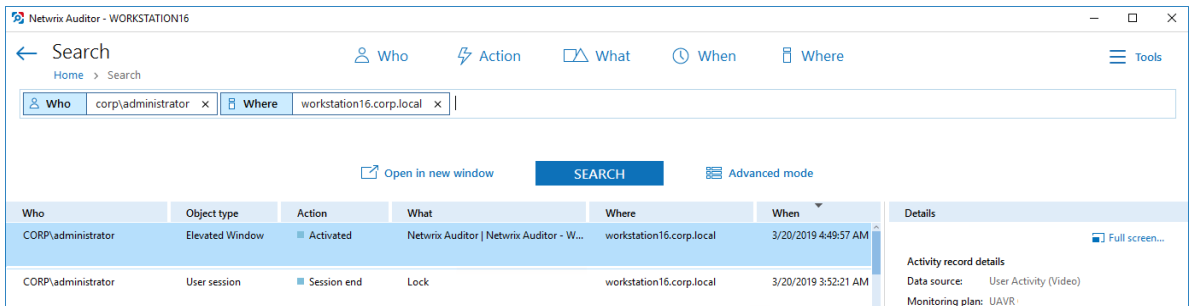 Netwrix Auditor - WORKSTATION16
Search
Who Action What When Where
Tools
Home > Search
Who corp\administrator x Where workstation16.corp.local x
Open in new window SEARCH Advanced mode
Who Object type Action What Where When Details
CORP\administrator Elevated Window Activated Netwrix Auditor | Netwrix Auditor - W... workstation16.corp.local 3/20/2019 4:49:57 AM
Full screen...
Activity record details
CORP\administrator User session Session end Lock workstation16.corp.local 3/20/2019 3:52:21 AM
Data source: User Activity (Video)
Monitoring plan: UAVR